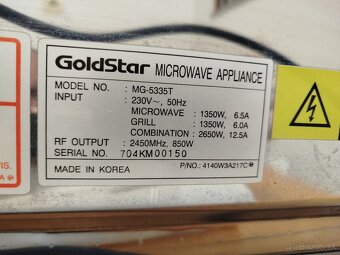 GoldStar MICROWAVE APPLIANCE
MODEL NO. : MG-5335T
INPUT : 230V~, 50Hz
MICROWAVE : 1350W, 6.5A
GRILL : 1350W, 6.0A
COMBINATION : 2650W, 12.5A
RF OUTPUT : 2450MHz, 850W
SERIAL NO. 704KM00150
P/NO.: 4140W3A217C
MADE IN KOREA